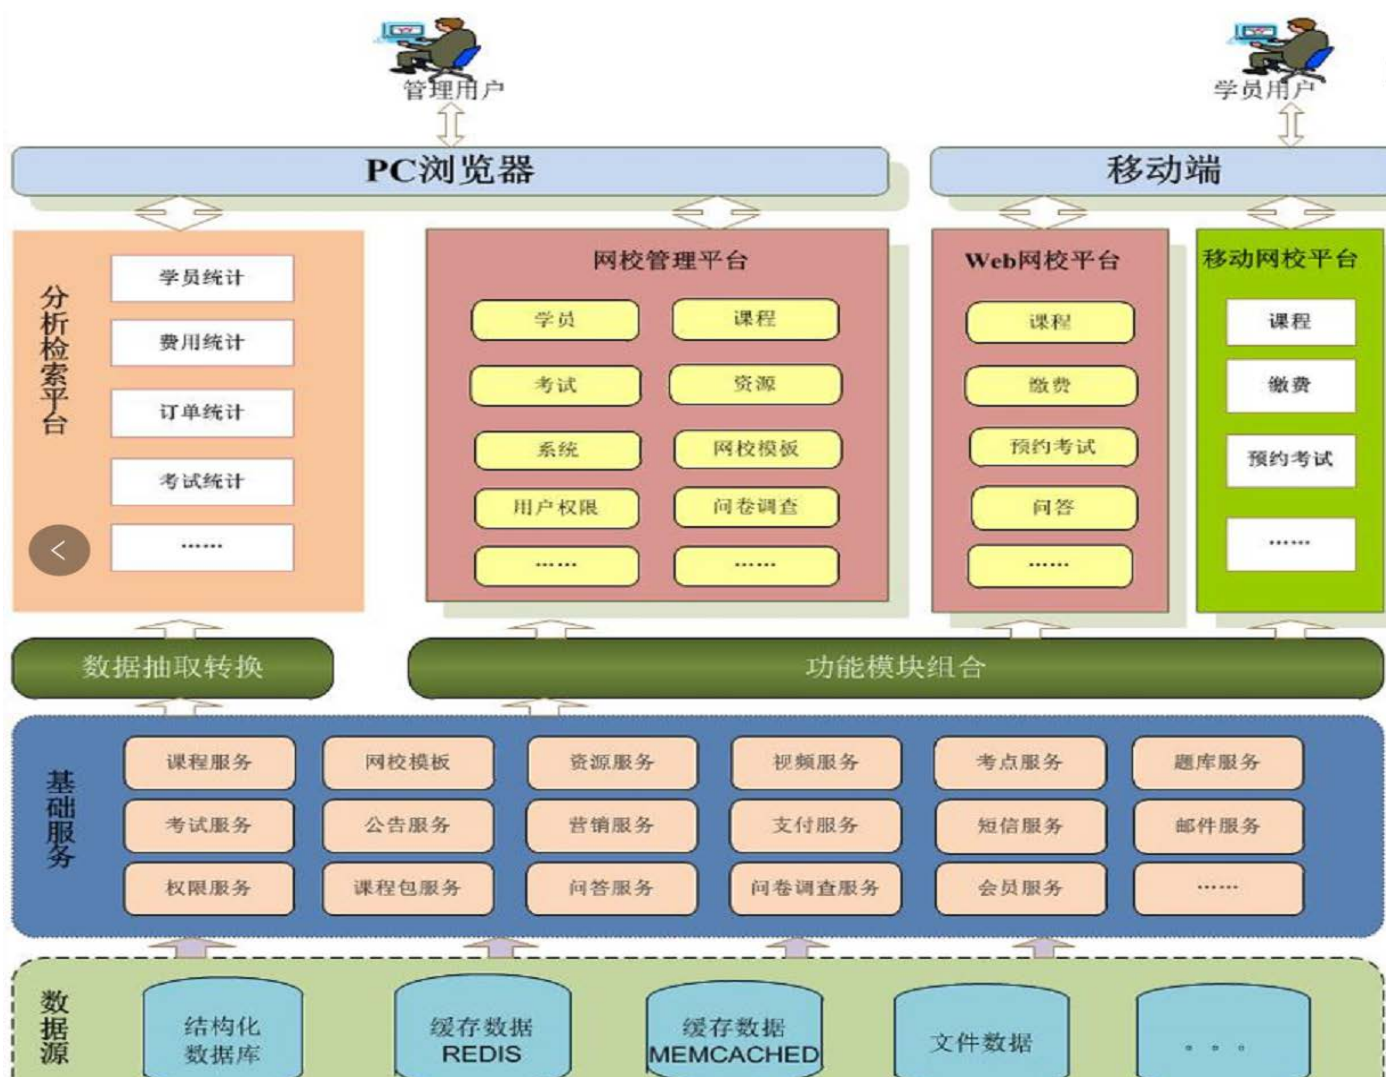 管理用户
学员用户
PC浏览器
移动端
分析检索平台
学员统计
费用统计
订单统计
考试统计
……
网校管理平台
学员
课程
考试
资源
系统
网校模板
用户权限
问卷调查
……
……
Web网校平台
课程
缴费
预约考试
问答
……
移动网校平台
课程
缴费
预约考试
……
数据抽取转换
功能模块组合
基础服务
课程服务
网校模板
资源服务
视频服务
考点服务
题库服务
考试服务
公告服务
营销服务
支付服务
短信服务
邮件服务
权限服务
课程包服务
问答服务
问卷调查服务
会员服务
……
数据源
结构化
数据库
缓存数据
REDIS
缓存数据
MEMCACHED
文件数据
。。。